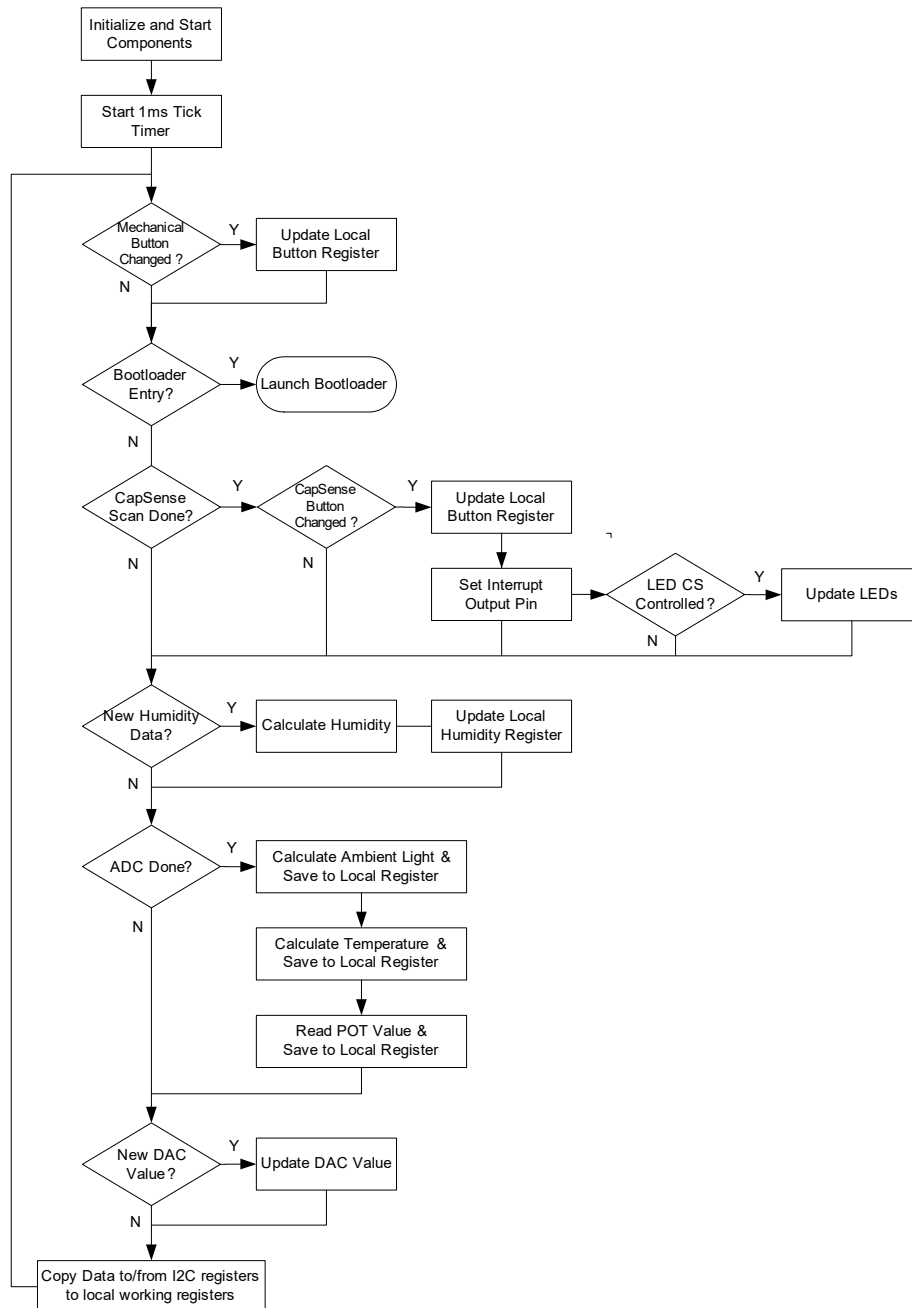 Initialize and Start
Components
Start 1ms Tick
Timer
Mechanical
Button
Changed ?
Y
Update Local
Button Register
N
Bootloader
Entry?
Y
Launch Bootloader
N
CapSense
Scan Done?
Y
CapSense
Button
Changed ?
Y
Update Local
Button Register
N
N
Set Interrupt
Output Pin
LED CS
Controlled ?
Y
Update LEDs
N
New Humidity
Data?
Y
Calculate Humidity
Update Local
Humidity Register
N
ADC Done?
Y
Calculate Ambient Light &
Save to Local Register
N
Calculate Temperature &
Save to Local Register
Read POT Value &
Save to Local Register
New DAC
Value ?
Y
Update DAC Value
N
Copy Data to/from I2C registers
to local working registers